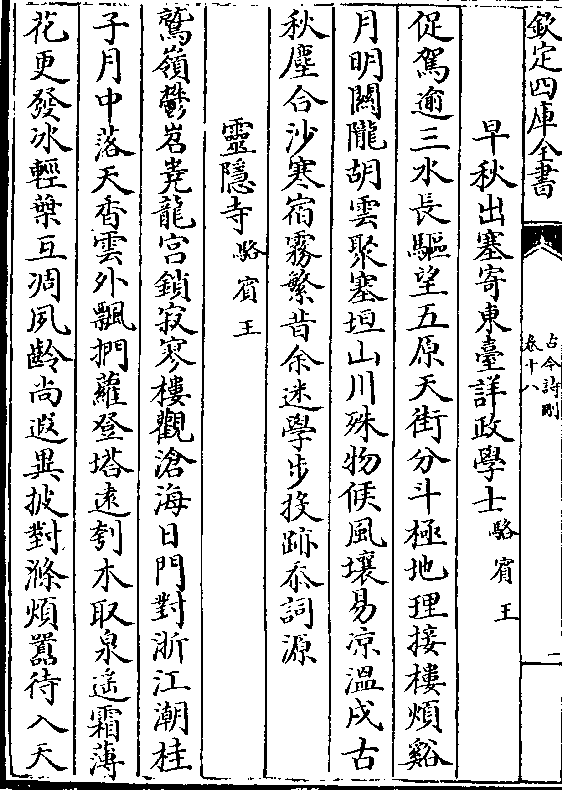 欽定四庫全書
古今詩刪
卷十八
早秋出塞寄東臺詳政學士 駱賓王
促駕逾三水長驅望五原天街分斗極地理接樓煩谿
月明闗隴胡雲聚塞垣山川殊物候風壤易凉溫戍古
秋塵合沙寒宿霧繁昔余迷學步投跡忝詞源
靈隱寺 駱賓王
鷲嶺鬱岧嶤龍宫鎖寂寥樓觀滄海日門對浙江潮桂
子月中落天香雲外飄捫蘿登塔遠刳木取泉遙霜薄
花更發冰輕葉互凋夙齡尚遐異披對滌煩囂待入天